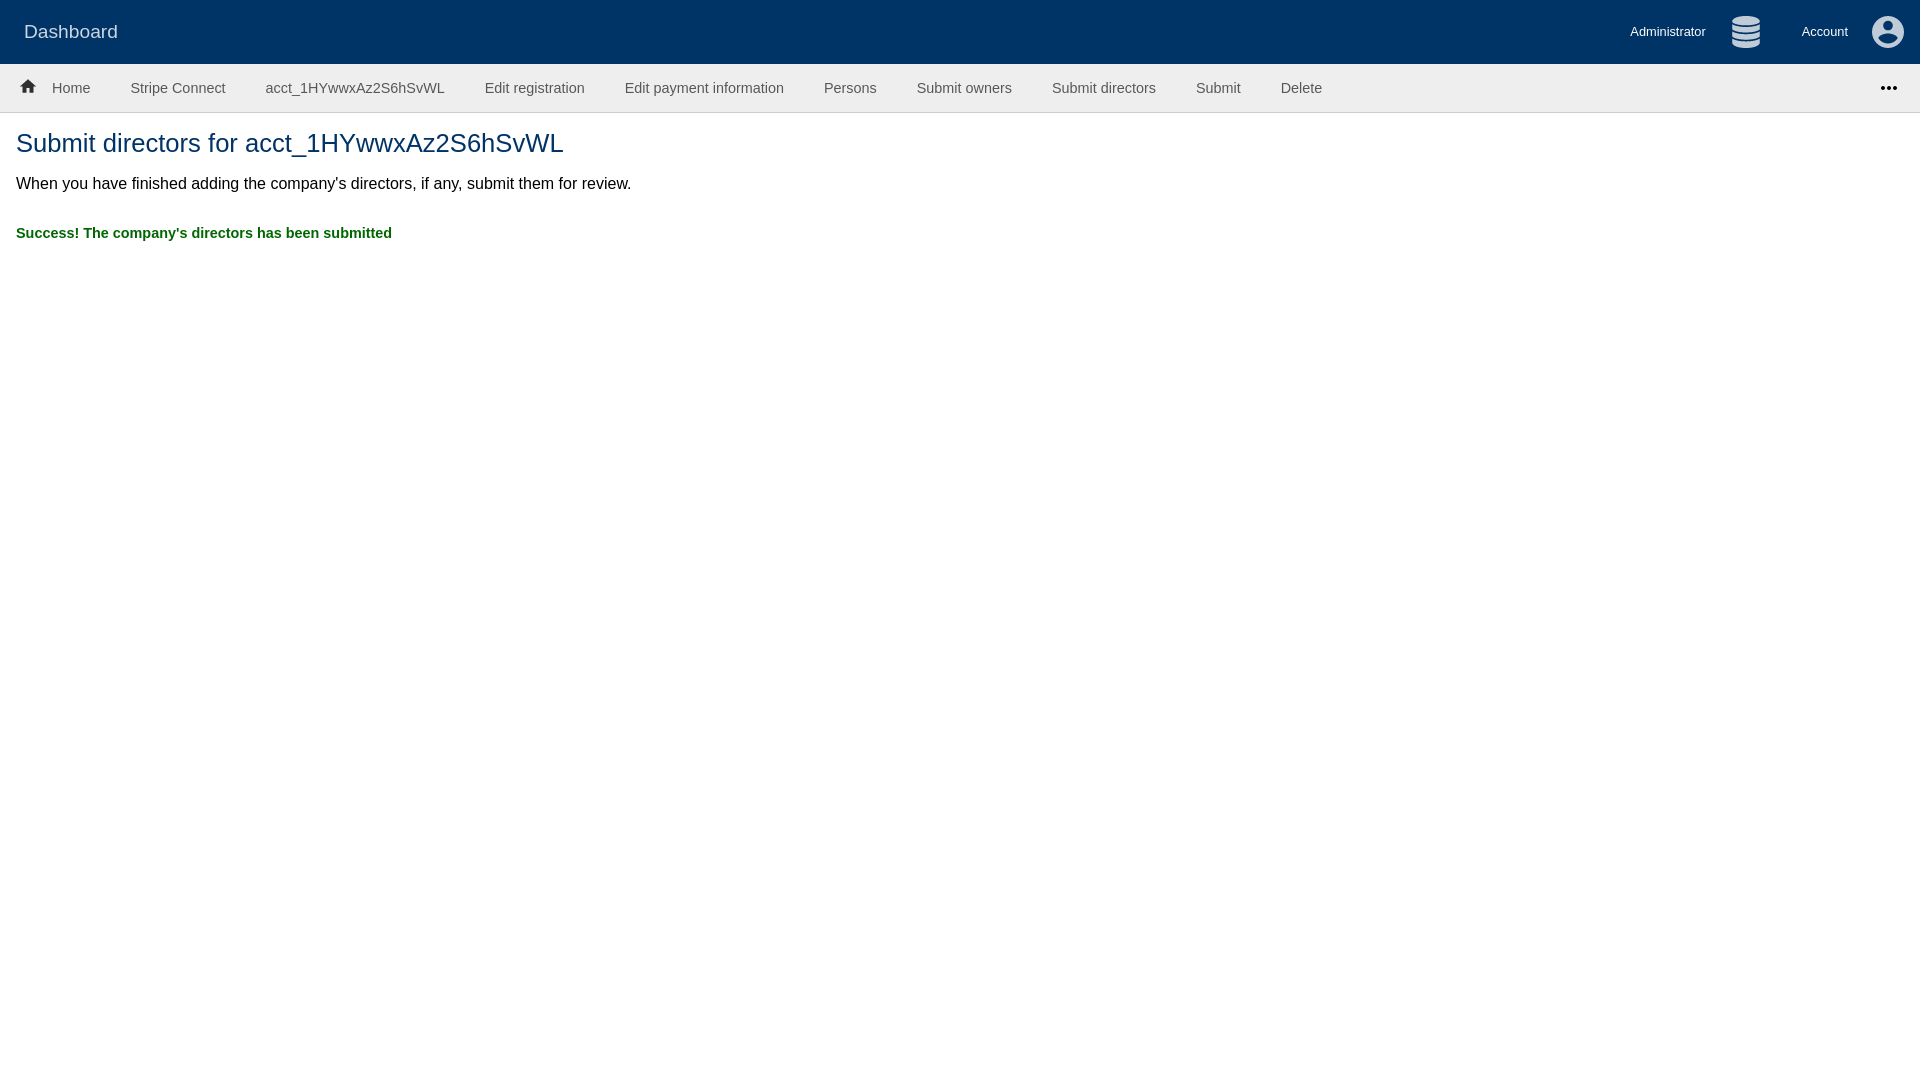 Dashboard
Administrator
Account
Home
Stripe Connect
acct_1HYwwxAz2S6hSvWL
Edit registration
Edit payment information
Persons
Submit owners
Submit directors
Submit
Delete
Submit directors for acct_1HYwwxAz2S6hSvWL
When you have finished adding the company's directors, if any, submit them for review.
Success! The company's directors has been submitted